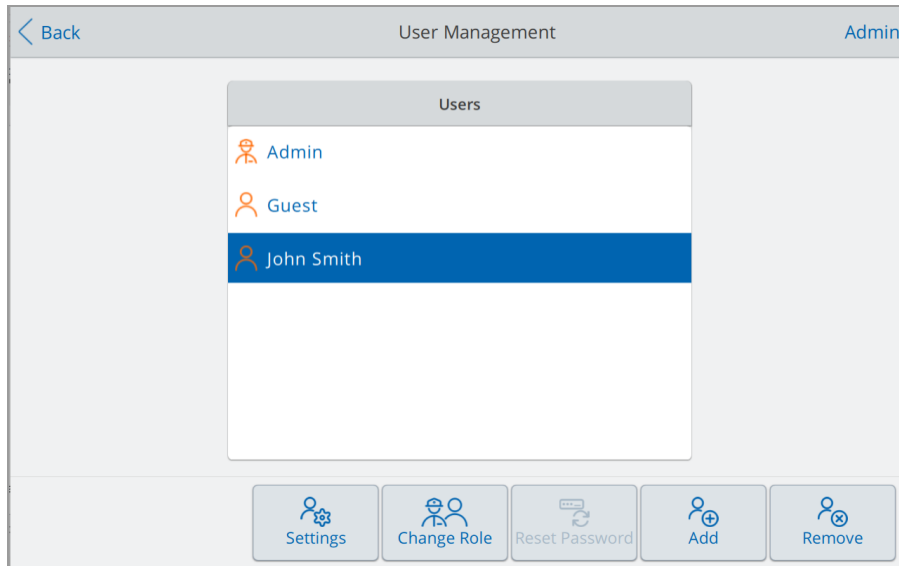 Back
User Management
Admin
Users
Admin
Guest
John Smith
Settings
Change Role
Reset Password
Add
Remove